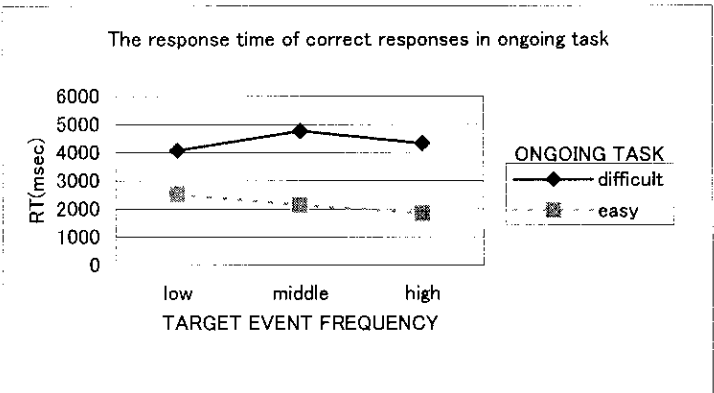 The response time of correct responses in ongoing task
6000
5000
4000
3000
2000
1000
0
RT(msec)
low middle high
TARGET EVENT FREQUENCY
ONGOING TASK
difficult
easy